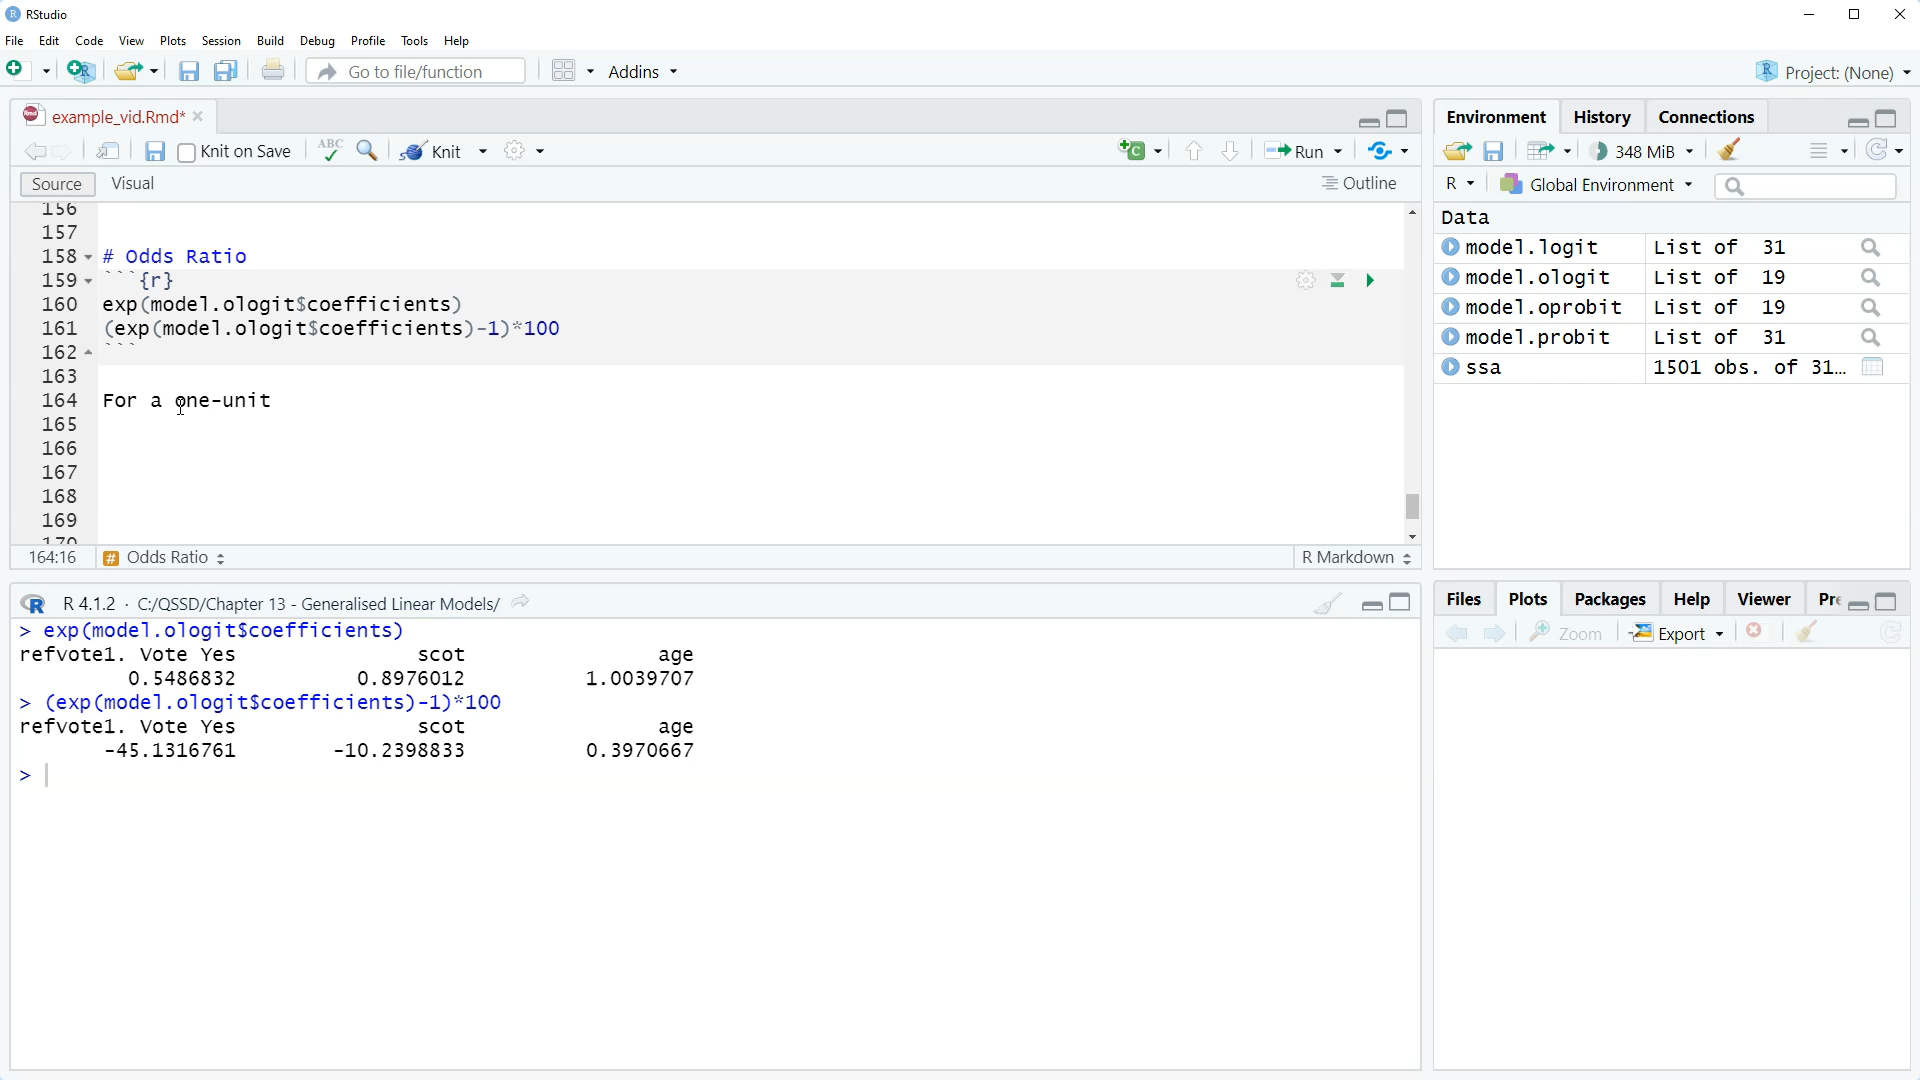 RStudio
File Edit Code View Plots Session Build Debug Profile Tools Help
Go to file/function
Addins
Project: (None)
example_vid.Rmd*
Knit on Save
ABC
Knit
Run
Source Visual
Outline
156
157
158 # Odds Ratio
159 ```{r}
160 exp(model.ologit$coefficients)
161 (exp(model.ologit$coefficients)-1)*100
162 ```
163
164 For a one-unit
165
166
167
168
169
170
164:16 # Odds Ratio
R Markdown
R 4.1.2 · C:/QSSD/Chapter 13 - Generalised Linear Models/
> exp(model.ologit$coefficients)
refvote1. Vote Yes scot age
0.5486832 0.8976012 1.0039707
> (exp(model.ologit$coefficients)-1)*100
refvote1. Vote Yes scot age
-45.1316761 -10.2398833 0.3970667
>
Environment History Connections
348 MiB
R Global Environment
Data
model.logit List of 31
model.ologit List of 19
model.oprobit List of 19
model.probit List of 31
ssa 1501 obs. of 31…
Files Plots Packages Help Viewer Pre
Zoom Export